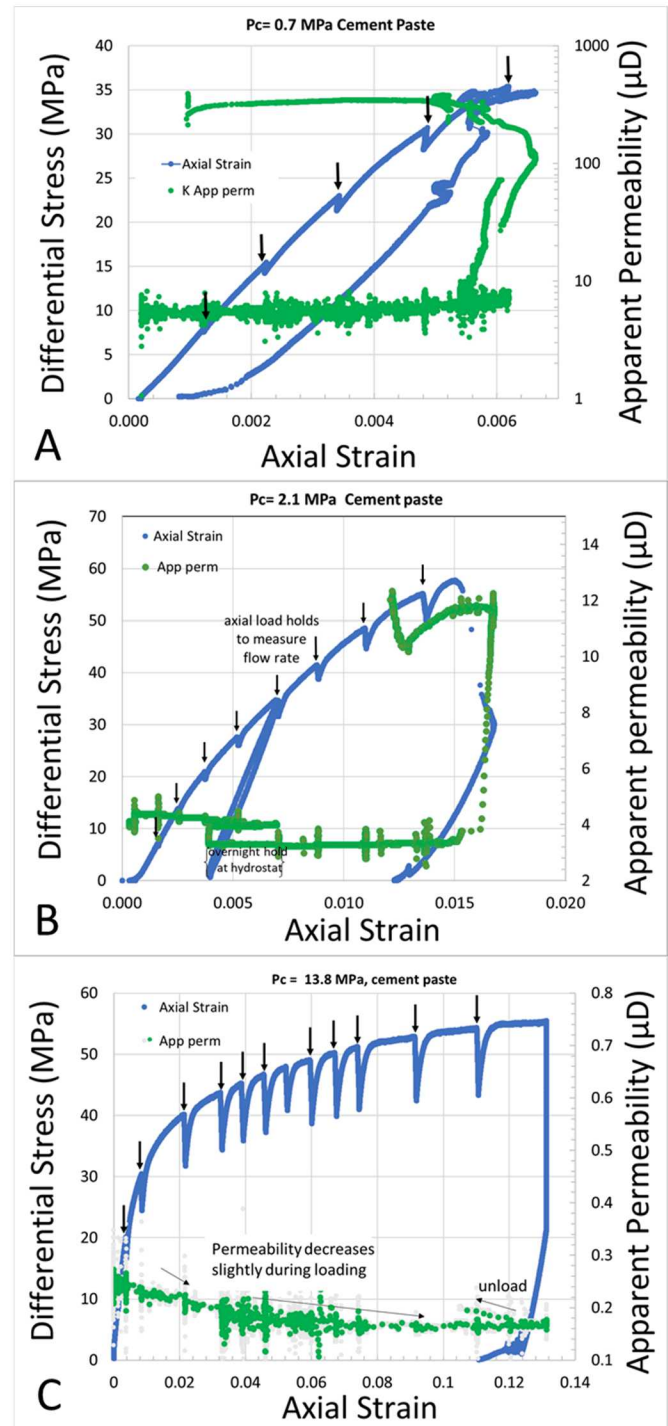 Pc= 0.7 MPa Cement Paste
Differential Stress (MPa)
40
35
30
25
20
15
10
5
0
Axial Strain
K App perm
1000
100
10
1
Apparent Permeability (µD)
0.000
0.002
0.004
0.006
Axial Strain
A
Pc= 2.1 MPa Cement paste
Differential Stress (MPa)
70
60
50
40
30
20
10
0
Axial Strain
App perm
axial load holds
to measure
flow rate
overnight hold
at hydrostat
14
12
10
8
6
4
2
Apparent permeability (µD)
0.000
0.005
0.010
0.015
0.020
Axial Strain
B
Pc = 13.8 MPa, cement paste
Differential Stress (MPa)
60
50
40
30
20
10
0
Axial Strain
App perm
Permeability decreases
slightly during loading
unload
0.8
0.7
0.6
0.5
0.4
0.3
0.2
0.1
Apparent Permeability (µD)
0
0.02
0.04
0.06
0.08
0.1
0.12
0.14
Axial Strain
C